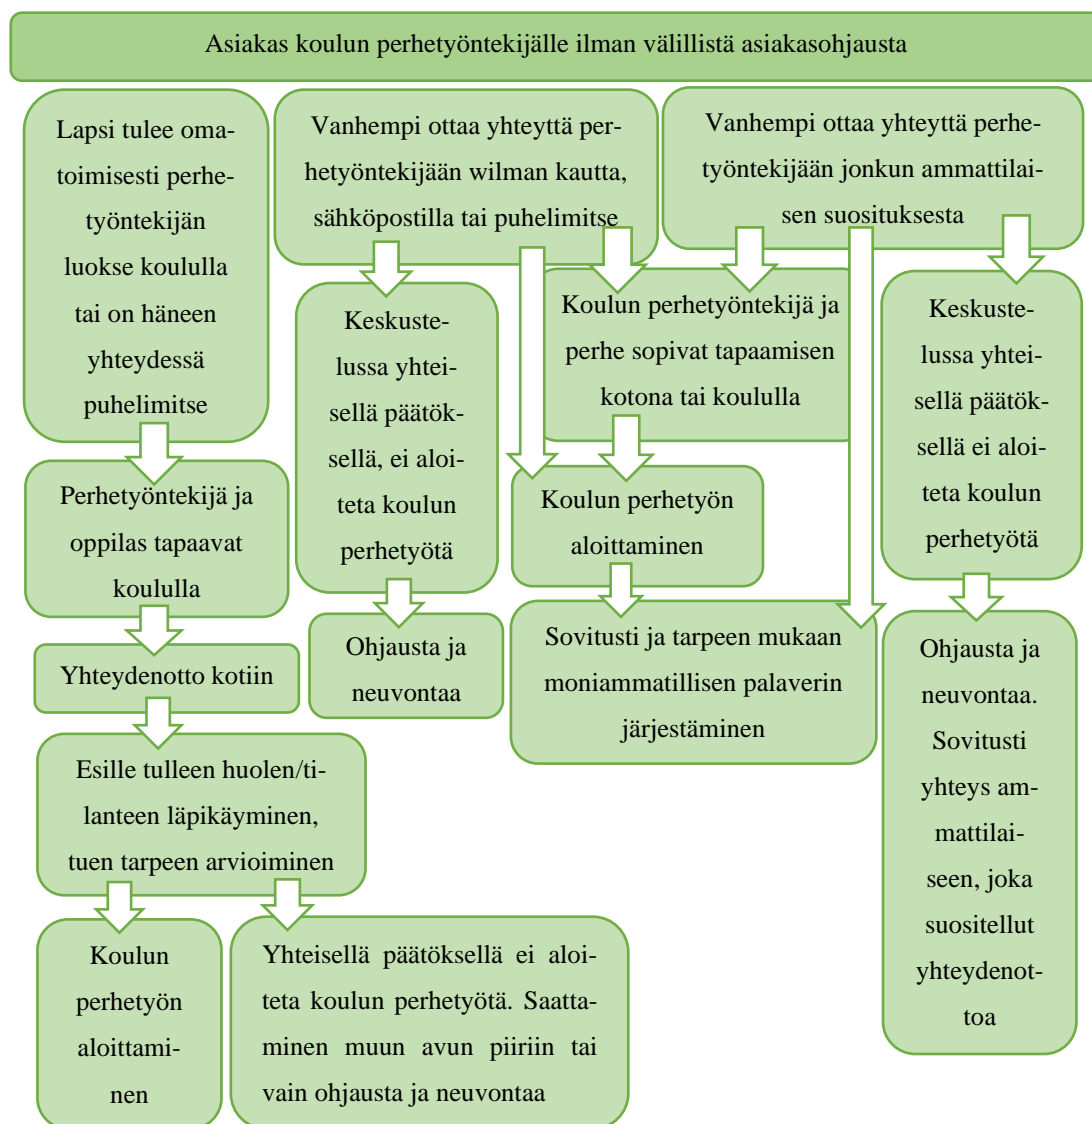 Asiakas koulun perhetyöntekijälle ilman välillistä asiakasohjausta
Lapsi tulee oma-
toimisesti perhe-
työntekijän
luokse koululla
tai on häneen
yhteydessä
puhelimitse
Vanhempi ottaa yhteyttä per-
hetyöntekijään wilman kautta,
sähköpostilla tai puhelimitse
Vanhempi ottaa yhteyttä perhe-
työntekijään jonkun ammattilai-
sen suosituksesta
Keskuste-
lussa yhtei-
sellä päätök-
sellä, ei aloi-
teta koulun
perhetyötä
Koulun perhetyöntekijä ja
perhe sopivat tapaamisen
kotona tai koululla
Keskuste-
lussa yhtei-
sellä päätök-
sellä ei aloi-
teta koulun
perhetyötä
Perhetyöntekijä ja
oppilas tapaavat
koululla
Koulun perhetyön
aloittaminen
Yhteydenotto kotiin
Ohjausta ja
neuvontaa
Sovitusti ja tarpeen mukaan
moniammatillisen palaverin
järjestäminen
Ohjausta ja
neuvontaa.
Sovitusti
yhteys am-
mattilai-
seen, joka
suositellut
yhteydenot-
toa
Esille tulleen huolen/ti-
lanteen läpikäyminen,
tuen tarpeen arvioiminen
Koulun
perhetyön
aloittami-
nen
Yhteisellä päätöksellä ei aloi-
teta koulun perhetyötä. Saatta-
minen muun avun piiriin tai
vain ohjausta ja neuvontaa